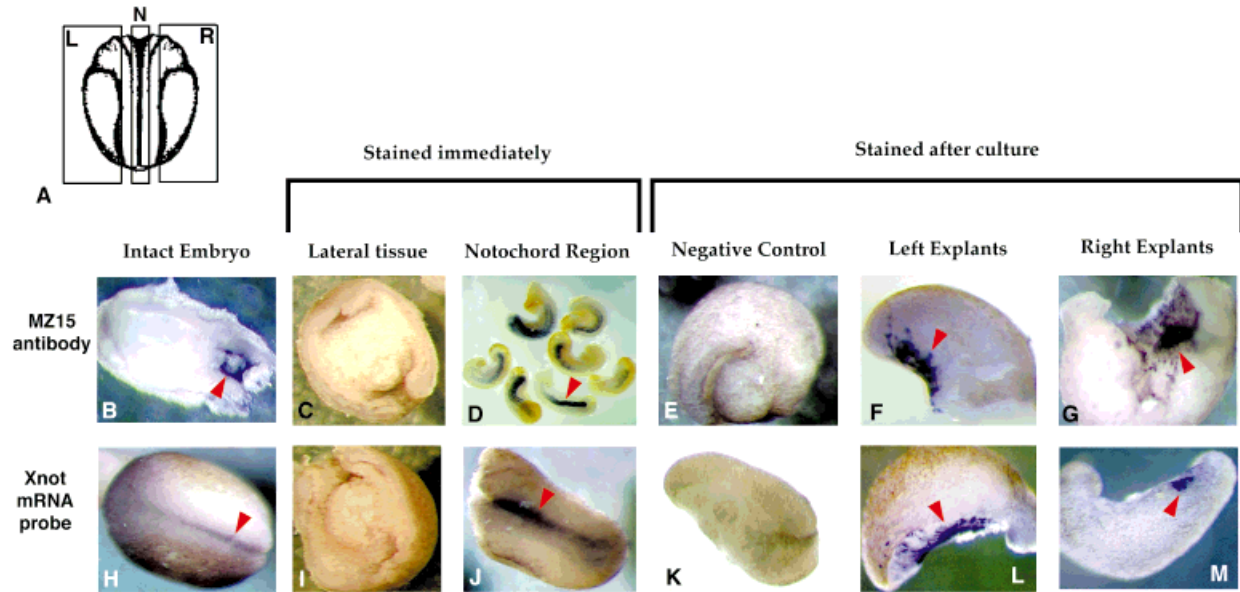 N
L
R
A
Stained immediately
Stained after culture
Intact Embryo
Lateral tissue
Notochord Region
Negative Control
Left Explants
Right Explants
MZ15
antibody
B
C
D
E
F
G
Xnot
mRNA
probe
H
I
J
K
L
M